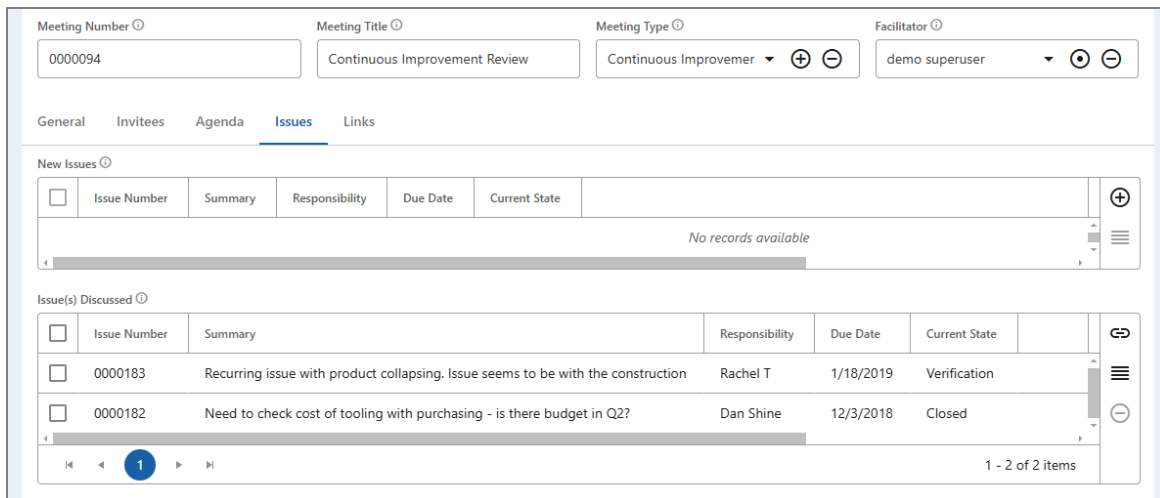 Meeting Number Meeting Title Meeting Type Facilitator
0000094 Continuous Improvement Review Continuous Improvemer demo superuser
General Invitees Agenda Issues Links
New Issues
Issue Number Summary Responsibility Due Date Current State
No records available
Issue(s) Discussed
Issue Number Summary Responsibility Due Date Current State
0000183 Recurring issue with product collapsing. Issue seems to be with the construction Rachel T 1/18/2019 Verification
0000182 Need to check cost of tooling with purchasing - is there budget in Q2? Dan Shine 12/3/2018 Closed
1 1 - 2 of 2 items